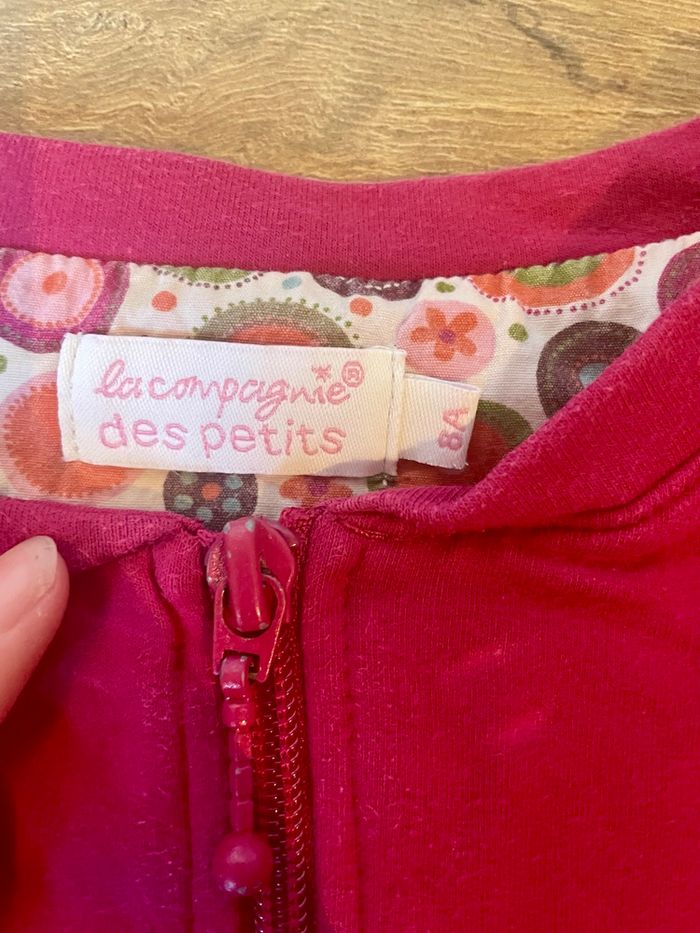 la compagnie®
des petits
8A